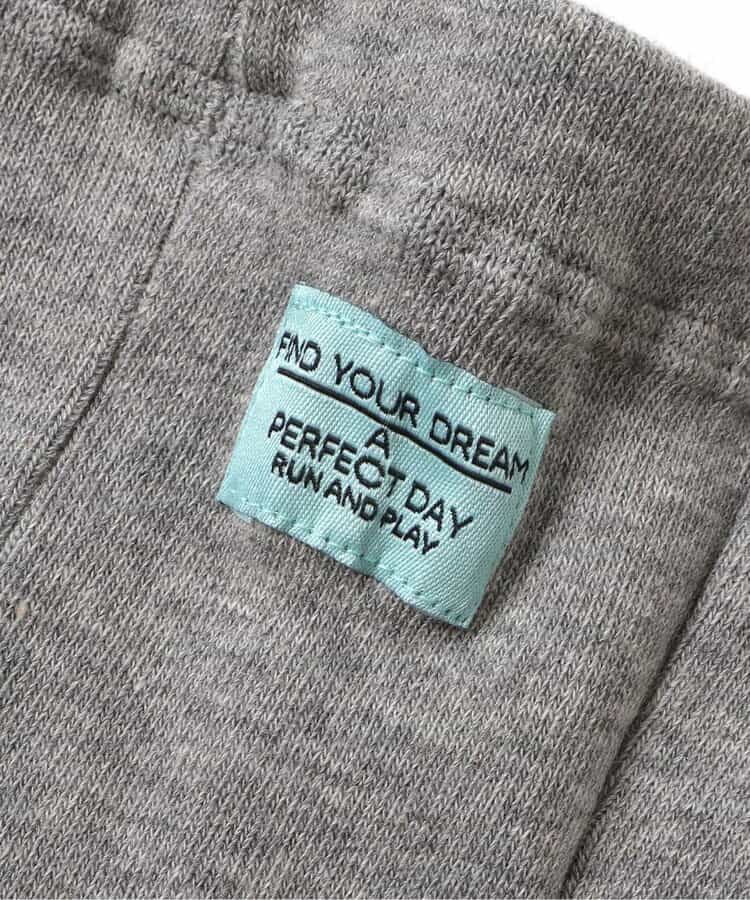 FIND YOUR DREAM
A
PERFECT DAY
RUN AND PLAY